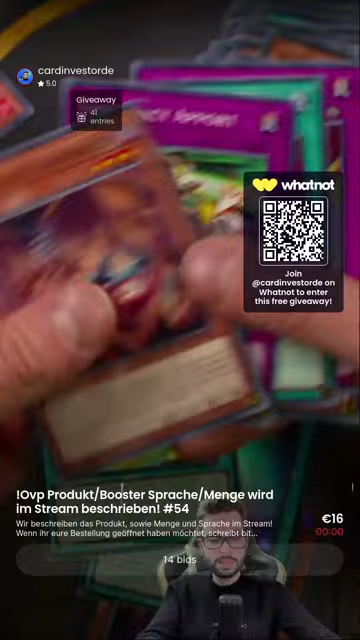 cardinvestorde
★ 5.0
Giveaway
41
entries
whatnot
Join
@cardinvestorde on
Whatnot to enter
this free giveaway!
!Ovp Produkt/Booster Sprache/Menge wird
im Stream beschrieben! #54
€16
Wir beschreiben das Produkt, sowie Menge und Sprache im Stream!
00:00
Wenn ihr eure Bestellung geöffnet haben möchtet, schreibt bit...
14 bids